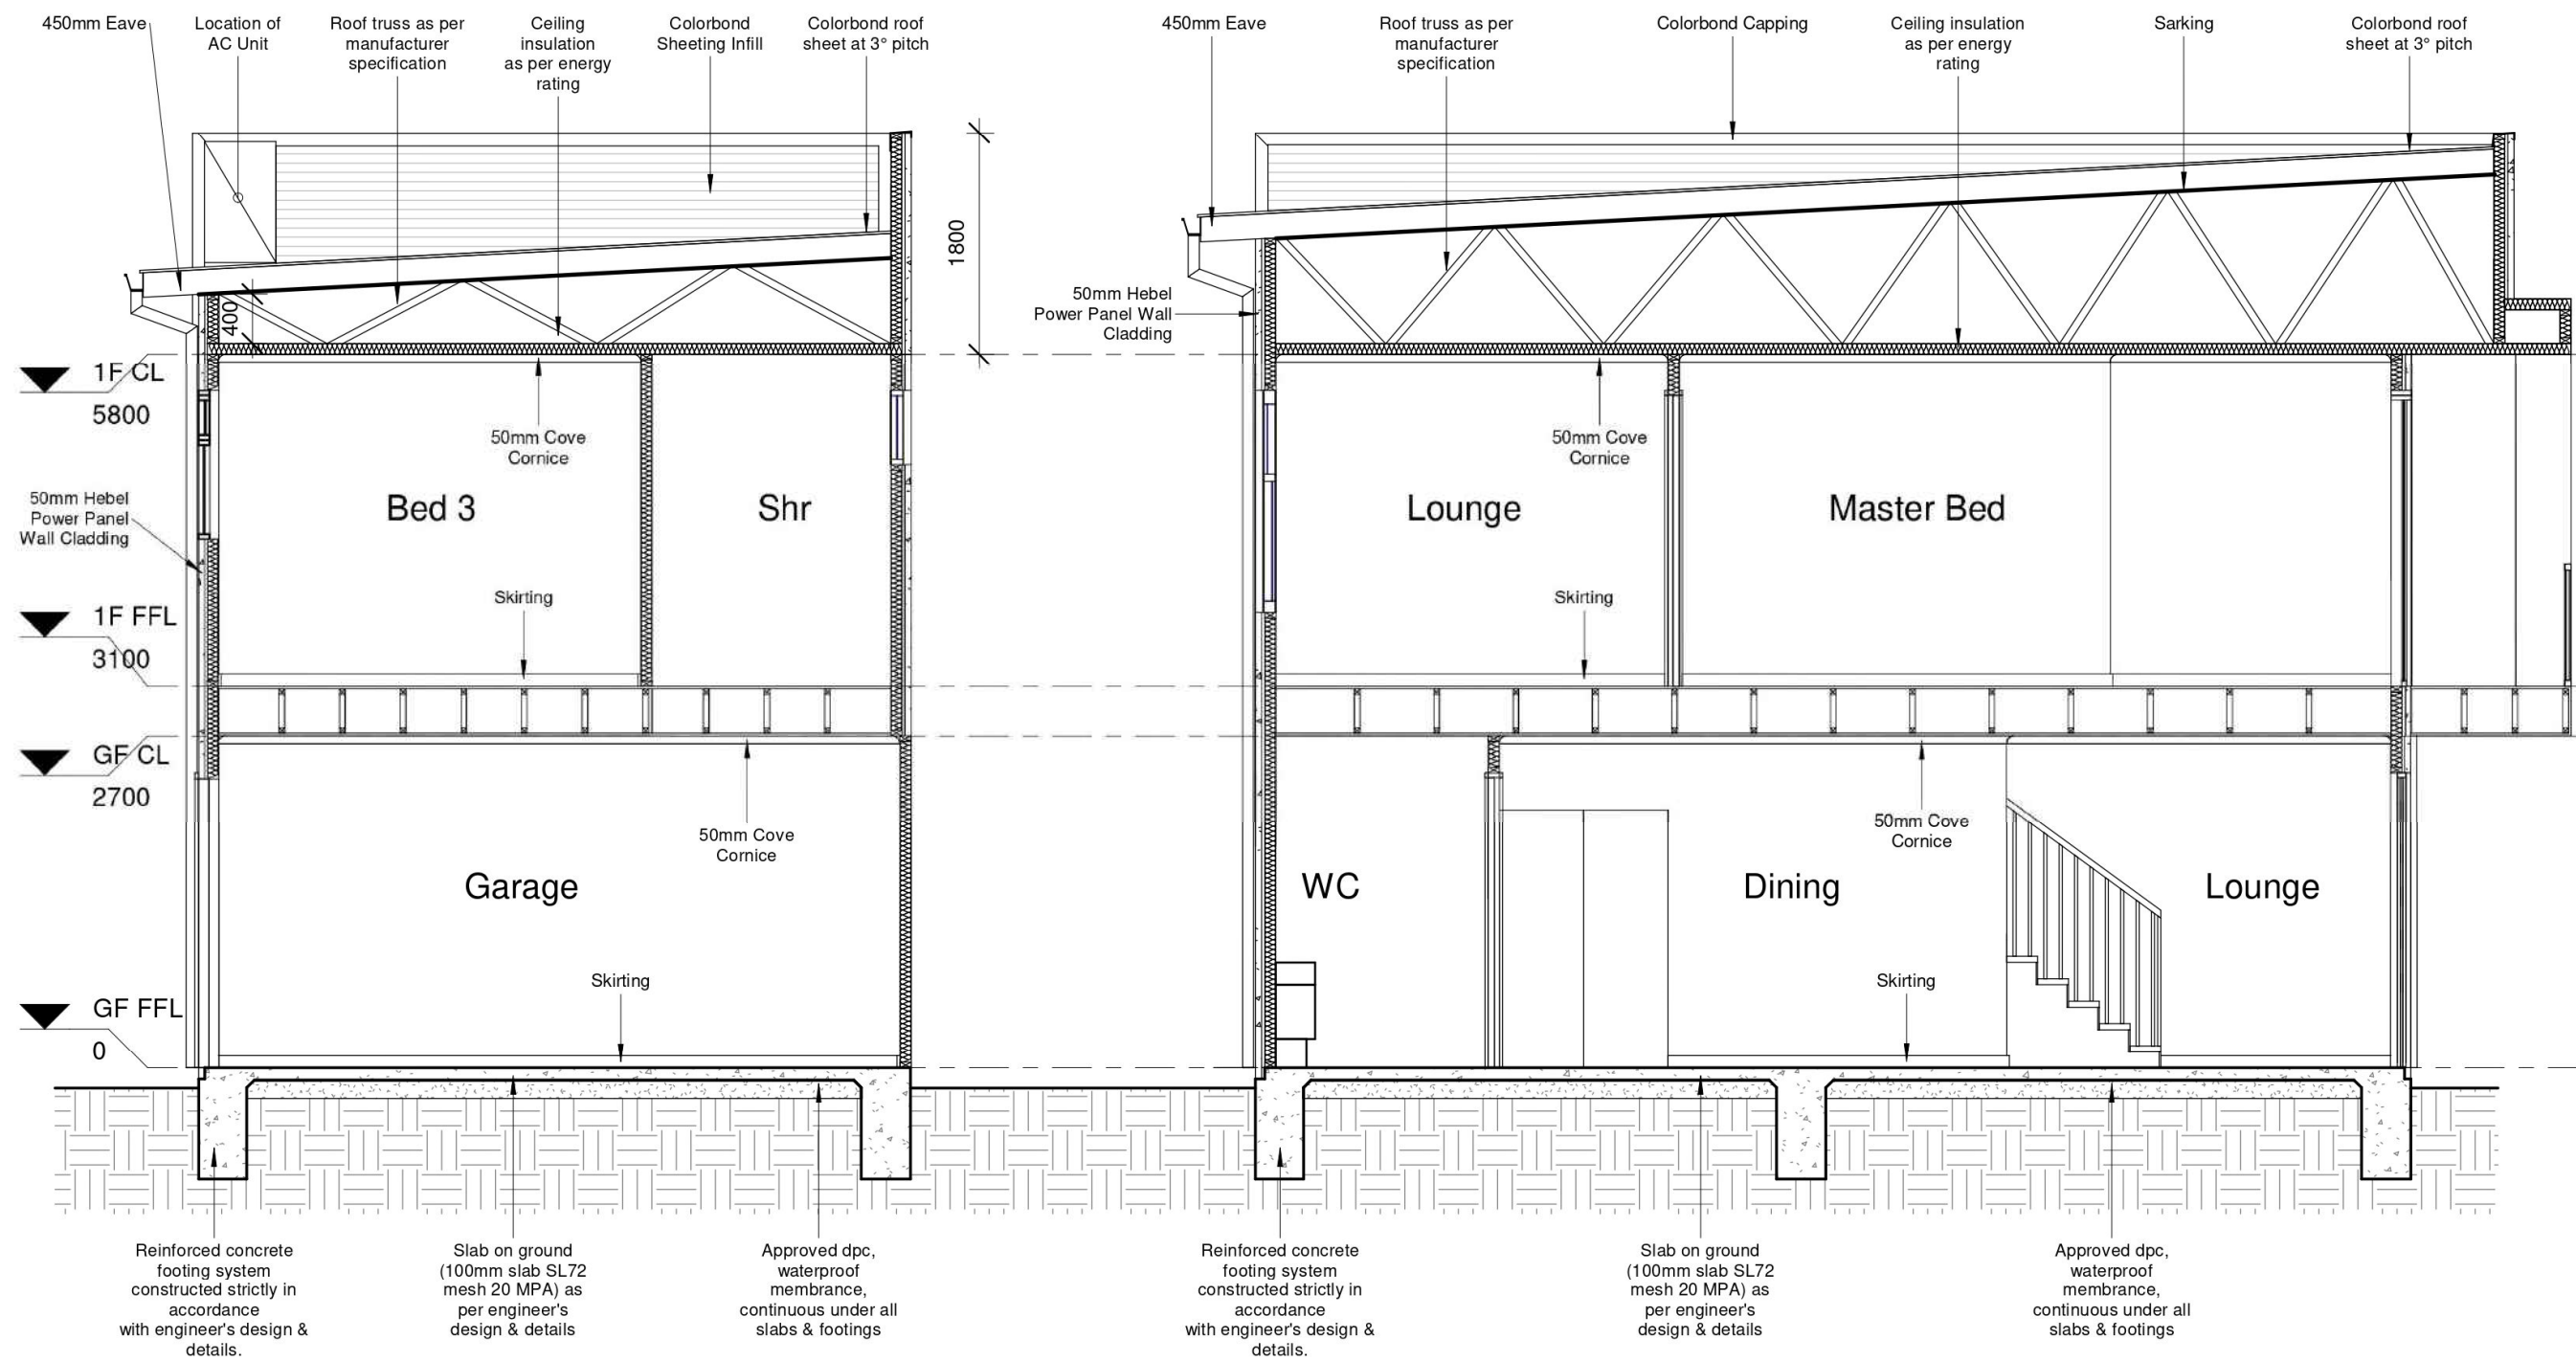 450mm Eave
Location of
AC Unit
Roof truss as per
manufacturer
specification
Ceiling
insulation
as per energy
rating
Colorbond
Sheeting Infill
Colorbond roof
sheet at 3° pitch
450mm Eave
Roof truss as per
manufacturer
specification
Colorbond Capping
Ceiling insulation
as per energy
rating
Sarking
Colorbond roof
sheet at 3° pitch
1800
400
50mm Hebel
Power Panel Wall
Cladding
1F CL
5800
50mm Cove
Cornice
50mm Cove
Cornice
50mm Hebel
Power Panel
Wall Cladding
Bed 3
Shr
Lounge
Master Bed
Skirting
Skirting
1F FFL
3100
GF CL
2700
50mm Cove
Cornice
50mm Cove
Cornice
Garage
WC
Dining
Lounge
Skirting
Skirting
GF FFL
0
Reinforced concrete
footing system
constructed strictly in
accordance
with engineer's design &
details.
Slab on ground
(100mm slab SL72
mesh 20 MPA) as
per engineer's
design & details
Approved dpc,
waterproof
membrance,
continuous under all
slabs & footings
Reinforced concrete
footing system
constructed strictly in
accordance
with engineer's design &
details.
Slab on ground
(100mm slab SL72
mesh 20 MPA) as
per engineer's
design & details
Approved dpc,
waterproof
membrance,
continuous under all
slabs & footings